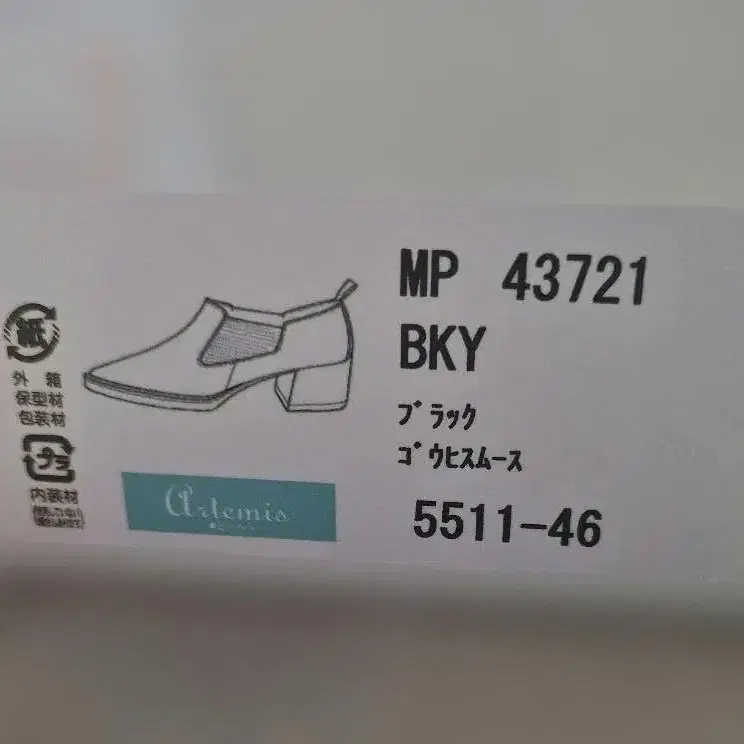 MP 43721
BKY
ﾌﾞﾗｯｸ
ｺﾞｳﾋｽﾑｰｽ
5511-46
紙
外箱
保型材
包装材
プラ
内装材
Artemis